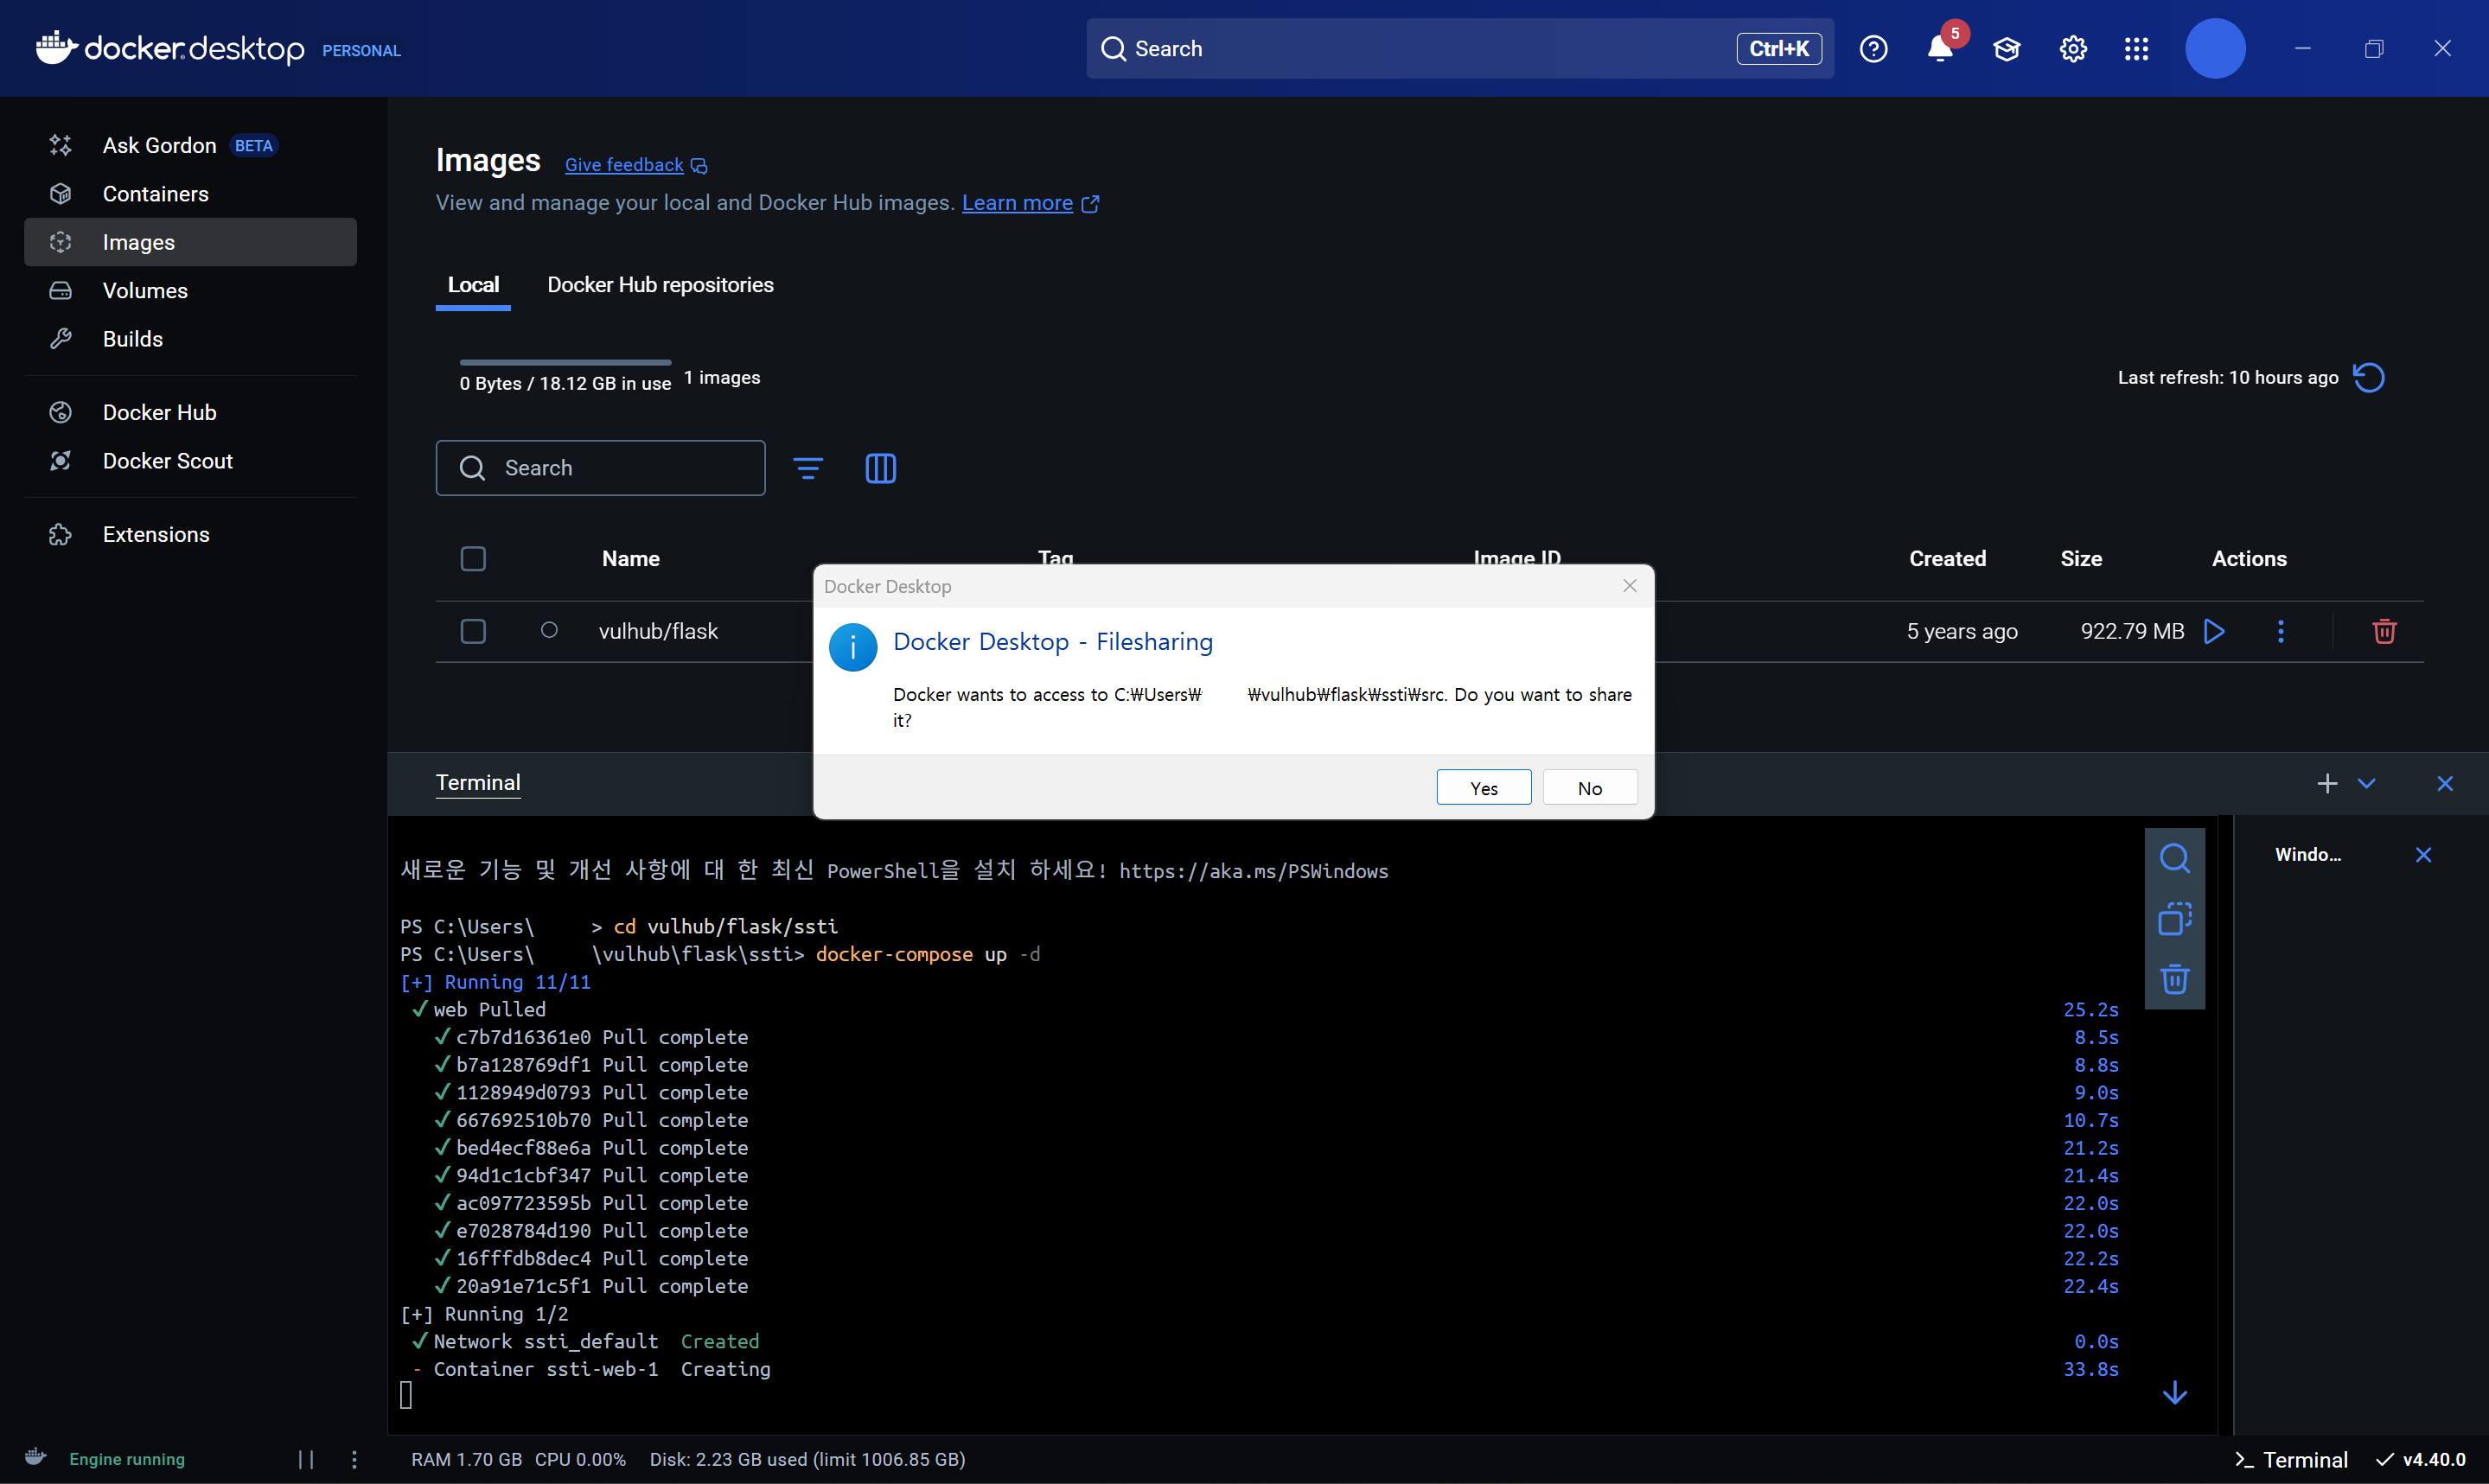 docker.desktop PERSONAL
Search
Ctrl+K
5
Ask Gordon BETA
Containers
Images
Volumes
Builds
Docker Hub
Docker Scout
Extensions
Images Give feedback
View and manage your local and Docker Hub images. Learn more
Local Docker Hub repositories
0 Bytes / 18.12 GB in use 1 images
Last refresh: 10 hours ago
Search
Name Tag Image ID Created Size Actions
vulhub/flask 5 years ago 922.79 MB
Docker Desktop
Docker Desktop - Filesharing
Docker wants to access to C:₩Users₩ ₩vulhub₩flask₩ssti₩src. Do you want to share
it?
Yes No
Terminal
Windo...
새로운 기능 및 개선 사항에 대 한 최신 PowerShell을 설치 하세요! https://aka.ms/PSWindows
PS C:\Users\ > cd vulhub/flask/ssti
PS C:\Users\ \vulhub\flask\ssti> docker-compose up -d
[+] Running 11/11
✓ web Pulled 25.2s
✓ c7b7d16361e0 Pull complete 8.5s
✓ b7a128769df1 Pull complete 8.8s
✓ 1128949d0793 Pull complete 9.0s
✓ 667692510b70 Pull complete 10.7s
✓ bed4ecf88e6a Pull complete 21.2s
✓ 94d1c1cbf347 Pull complete 21.4s
✓ ac097723595b Pull complete 22.0s
✓ e7028784d190 Pull complete 22.0s
✓ 16fffdb8dec4 Pull complete 22.2s
✓ 20a91e71c5f1 Pull complete 22.4s
[+] Running 1/2
✓ Network ssti_default Created 0.0s
- Container ssti-web-1 Creating 33.8s
Engine running
RAM 1.70 GB CPU 0.00% Disk: 2.23 GB used (limit 1006.85 GB)
>_ Terminal ✓ v4.40.0